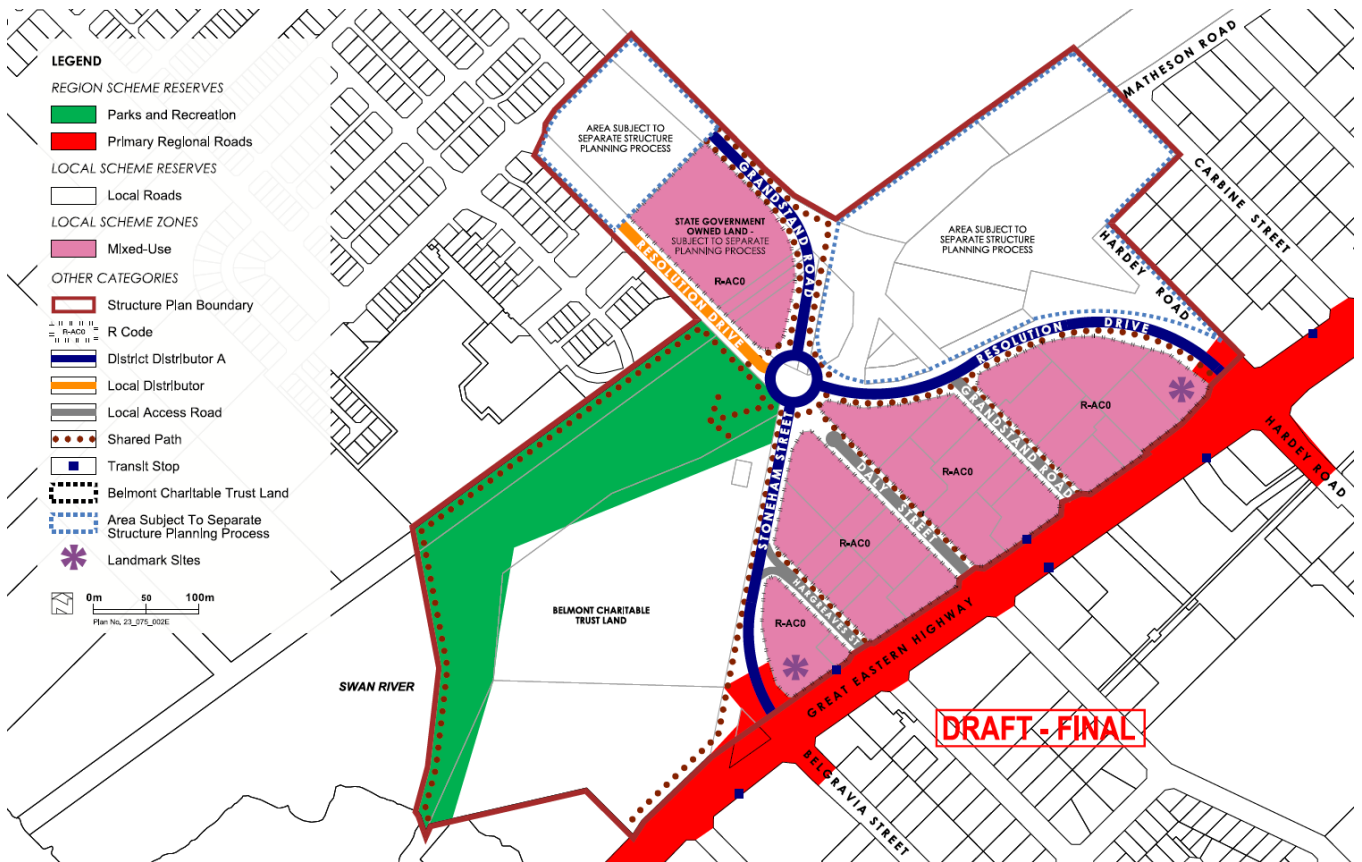 LEGEND
REGION SCHEME RESERVES
Parks and Recreation
Primary Regional Roads
LOCAL SCHEME RESERVES
Local Roads
LOCAL SCHEME ZONES
Mixed-Use
OTHER CATEGORIES
Structure Plan Boundary
R-AC0
R Code
District Distributor A
Local Distributor
Local Access Road
Shared Path
Transit Stop
Belmont Charitable Trust Land
Area Subject To Separate
Structure Planning Process
Landmark Sites
0m 50 100m
Plan No. 23_075_002E
AREA SUBJECT TO
SEPARATE STRUCTURE
PLANNING PROCESS
GRANDSTAND ROAD
STATE GOVERNMENT
OWNED LAND -
SUBJECT TO SEPARATE
PLANNING PROCESS
R-AC0
RESOLUTION DRIVE
AREA SUBJECT TO
SEPARATE STRUCTURE
PLANNING PROCESS
MATHESON ROAD
CARBINE STREET
HARDEY ROAD
RESOLUTION DRIVE
R-AC0
GRANDSTAND ROAD
HARDEY ROAD
R-AC0
DALY STREET
STONEHAM STREET
R-AC0
HARGREAVES ST
R-AC0
BELMONT CHARITABLE
TRUST LAND
SWAN RIVER
GREAT EASTERN HIGHWAY
DRAFT - FINAL
BELGRAVIA STREET